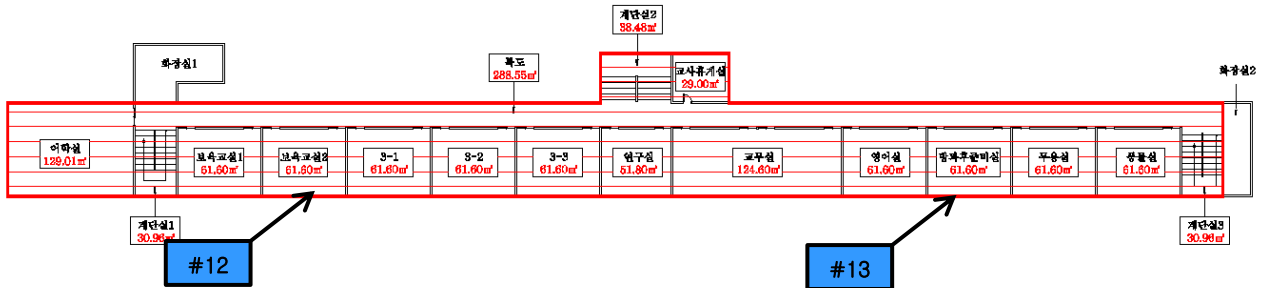 계단실2
38.48㎡
화장실1
복도
288.55㎡
교사휴게실
29.00㎡
화장실2
어학실
129.01㎡
보육교실1
61.60㎡
보육교실2
61.60㎡
3-1
61.60㎡
3-2
61.60㎡
3-3
61.60㎡
연구실
51.80㎡
교무실
124.60㎡
영어실
61.60㎡
방과후준비실
61.60㎡
무용실
61.60㎡
풍물실
61.60㎡
계단실1
30.96㎡
계단실3
30.96㎡
#12
#13